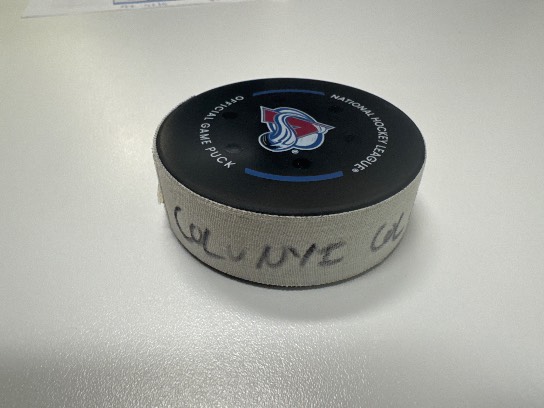 NATIONAL HOCKEY LEAGUE®
OFFICIAL GAME PUCK
COL v NYI COL